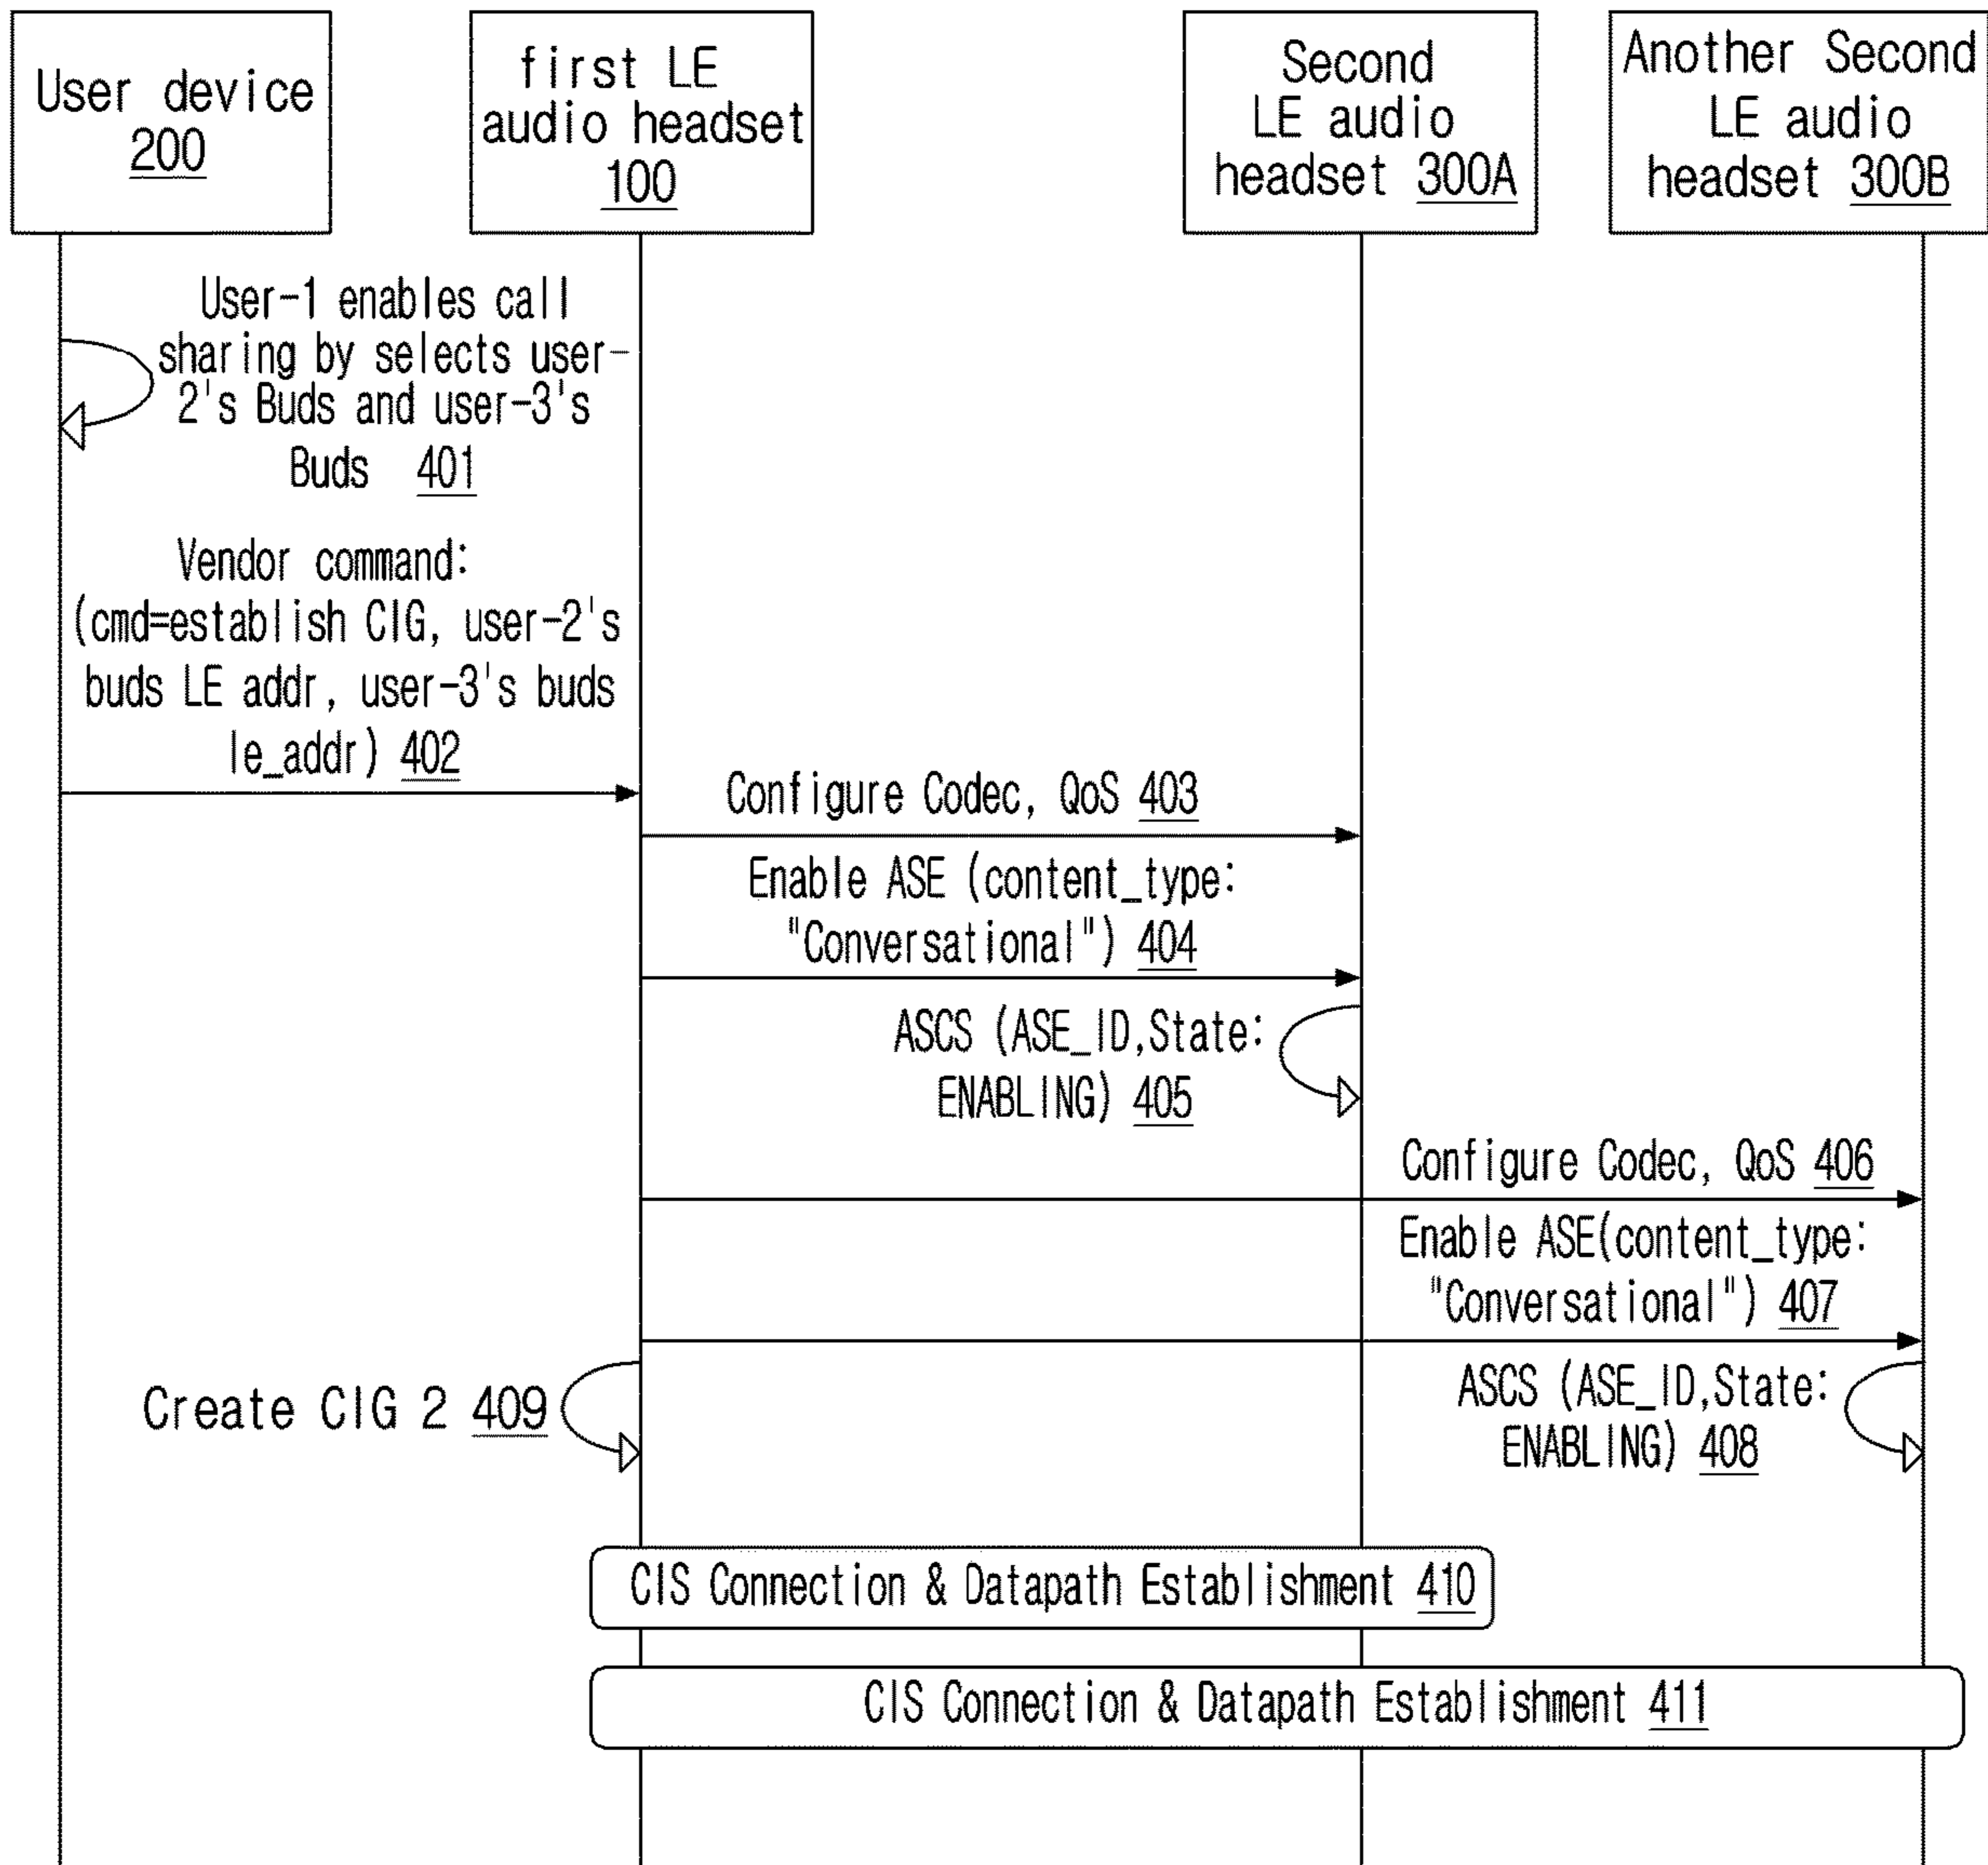 User device
200
first LE
audio headset
100
Second
LE audio
headset 300A
Another Second
LE audio
headset 300B
User-1 enables call
sharing by selects user-
2's Buds and user-3's
Buds 401
Vendor command:
(cmd=establish CIG, user-2's
buds LE addr, user-3's buds
le_addr) 402
Configure Codec, QoS 403
Enable ASE (content_type:
"Conversational") 404
ASCS (ASE_ID,State:
ENABLING) 405
Configure Codec, QoS 406
Enable ASE(content_type:
"Conversational") 407
Create CIG 2 409
ASCS (ASE_ID,State:
ENABLING) 408
CIS Connection & Datapath Establishment 410
CIS Connection & Datapath Establishment 411